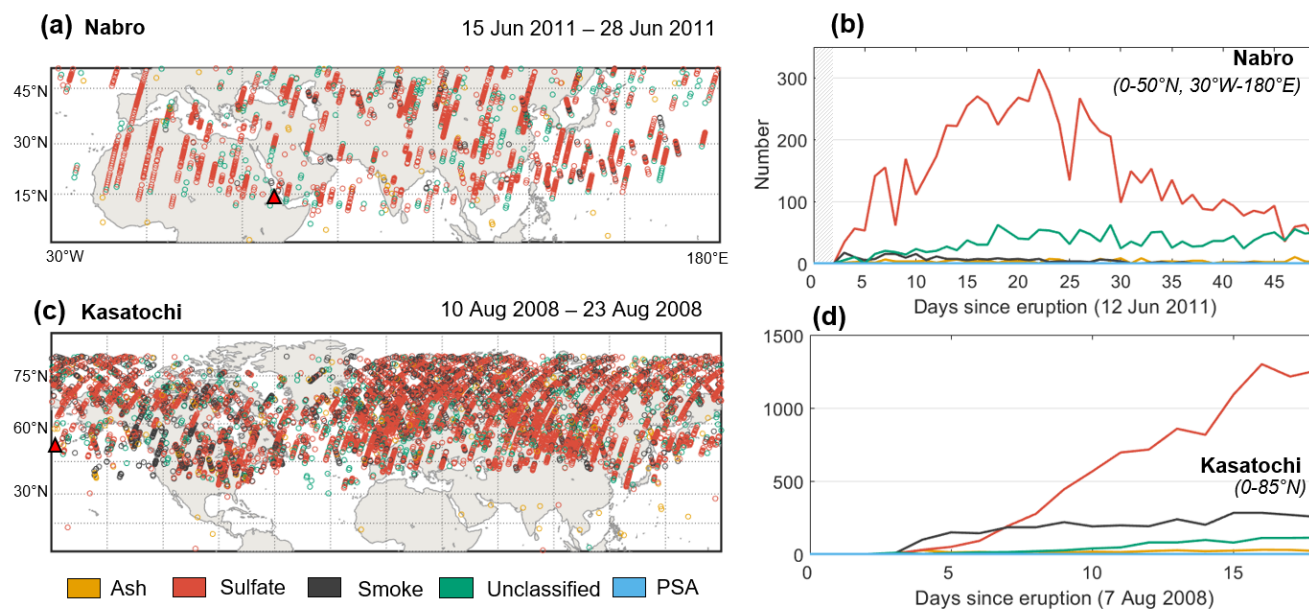 (a) Nabro 15 Jun 2011 – 28 Jun 2011
45°N
30°N
15°N
30°W 180°E
(b)
Nabro
(0-50°N, 30°W-180°E)
Number
300
200
100
0
5 10 15 20 25 30 35 40 45
Days since eruption (12 Jun 2011)
(c) Kasatochi 10 Aug 2008 – 23 Aug 2008
75°N
60°N
30°N
(d)
1500
1000
500
0
Kasatochi
(0-85°N)
0 5 10 15
Days since eruption (7 Aug 2008)
Ash Sulfate Smoke Unclassified PSA